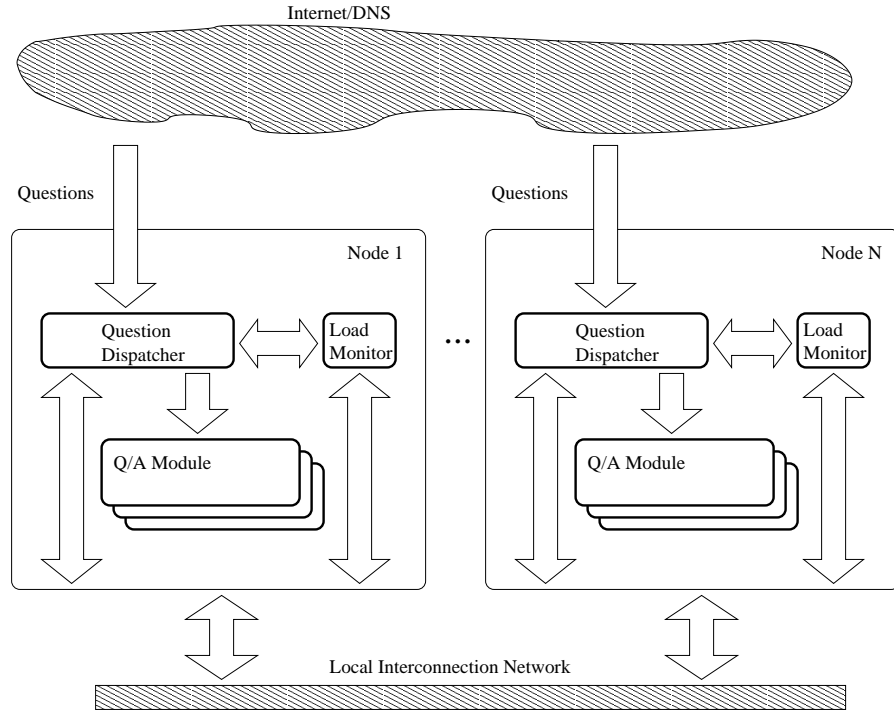 Internet/DNS
Questions
Questions
Node 1
Node N
Question
Dispatcher
Load
Monitor
...
Question
Dispatcher
Load
Monitor
Q/A Module
Q/A Module
Local Interconnection Network